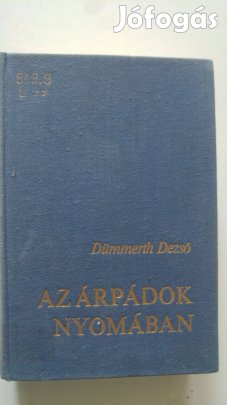 Jófogás
Dümmerth Dezső
AZ ÁRPÁDOK
NYOMÁBAN